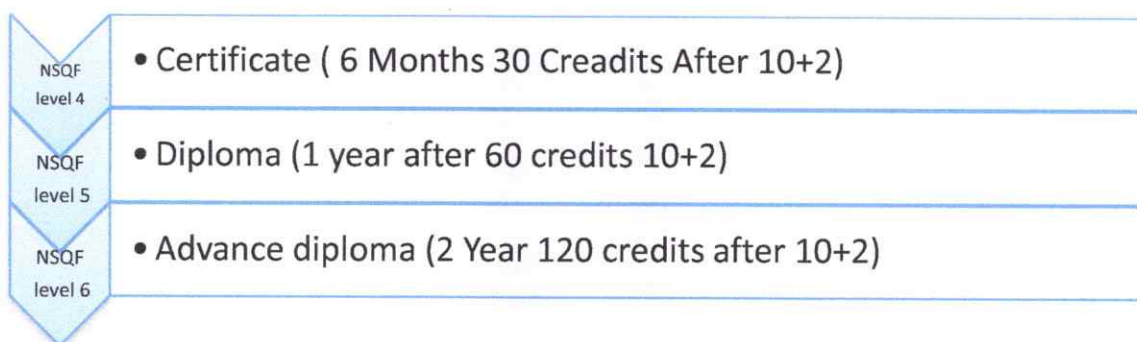 NSQF
level 4
• Certificate ( 6 Months 30 Creadits After 10+2)
NSQF
level 5
• Diploma (1 year after 60 credits 10+2)
NSQF
level 6
• Advance diploma (2 Year 120 credits after 10+2)